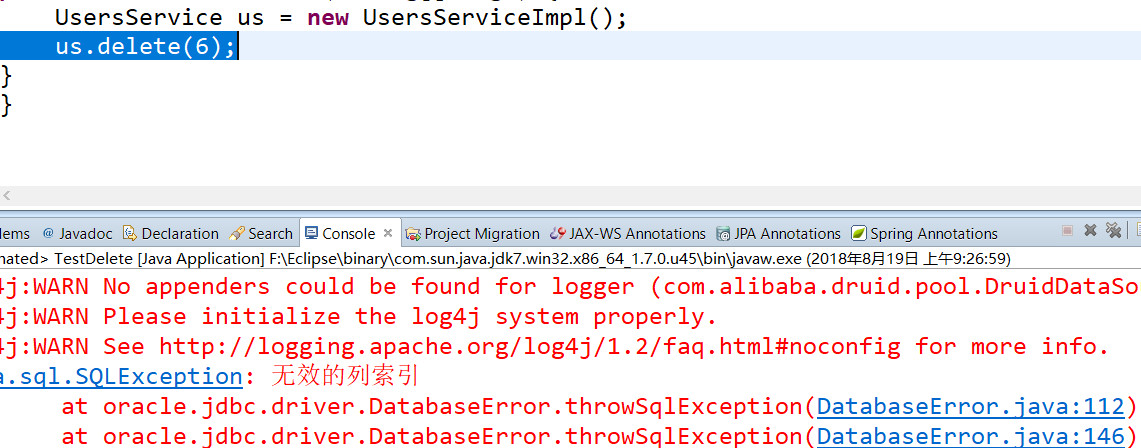 UsersService us = new UsersServiceImpl();
us.delete(6);
}
}
Javadoc Declaration Search Console Project Migration JAX-WS Annotations JPA Annotations Spring Annotations
TestDelete [Java Application] F:\Eclipse\binary\com.sun.java.jdk7.win32.x86_64_1.7.0.u45\bin\javaw.exe (2018年8月19日 上午9:26:59)
4j:WARN No appenders could be found for logger (com.alibaba.druid.pool.DruidDataSo
4j:WARN Please initialize the log4j system properly.
4j:WARN See http://logging.apache.org/log4j/1.2/faq.html#noconfig for more info.
a.sql.SQLException: 无效的列索引
at oracle.jdbc.driver.DatabaseError.throwSqlException(DatabaseError.java:112)
at oracle.jdbc.driver.DatabaseError.throwSqlException(DatabaseError.java:146)